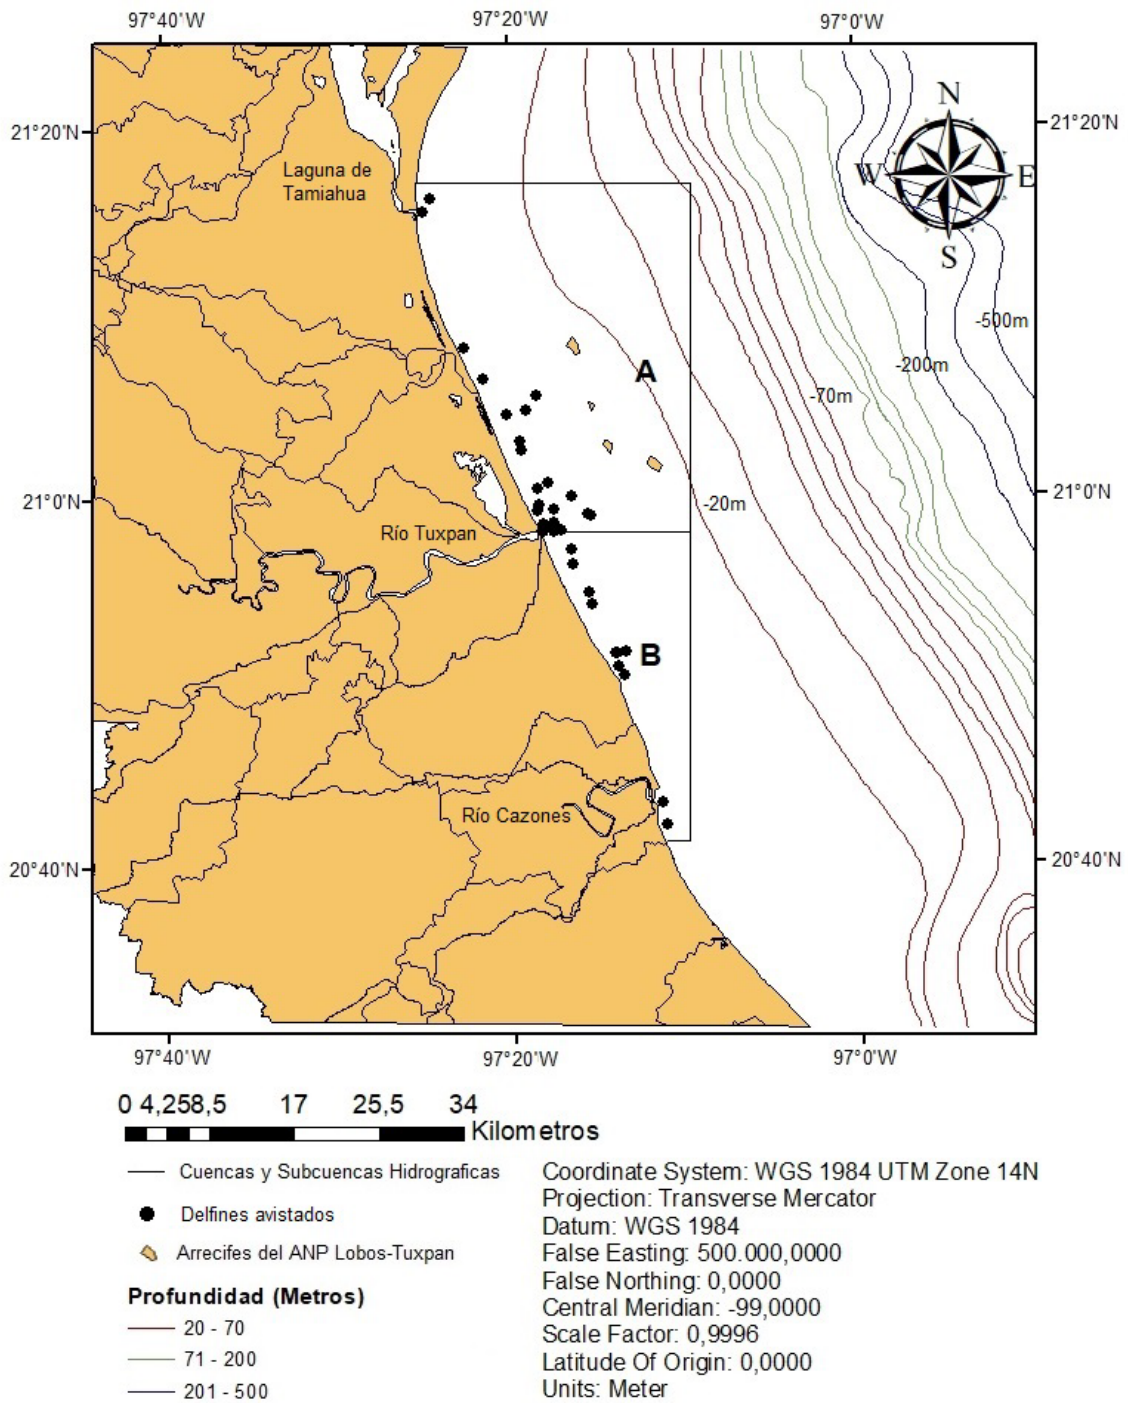 97°40'W
97°20'W
97°0'W
N
21°20'N
21°20'N
W
E
Laguna de
Tamiahua
S
-500m
-200m
A
-70m
21°0'N
21°0'N
-20m
Río Tuxpan
B
Río Cazones
20°40'N
20°40'N
97°40'W
97°20'W
97°0'W
0 4,258,5 17 25,5 34
Kilometros
Cuencas y Subcuencas Hidrograficas
Delfines avistados
Arrecifes del ANP Lobos-Tuxpan
Profundidad (Metros)
20 - 70
71 - 200
201 - 500
Coordinate System: WGS 1984 UTM Zone 14N
Projection: Transverse Mercator
Datum: WGS 1984
False Easting: 500.000,0000
False Northing: 0,0000
Central Meridian: -99,0000
Scale Factor: 0,9996
Latitude Of Origin: 0,0000
Units: Meter